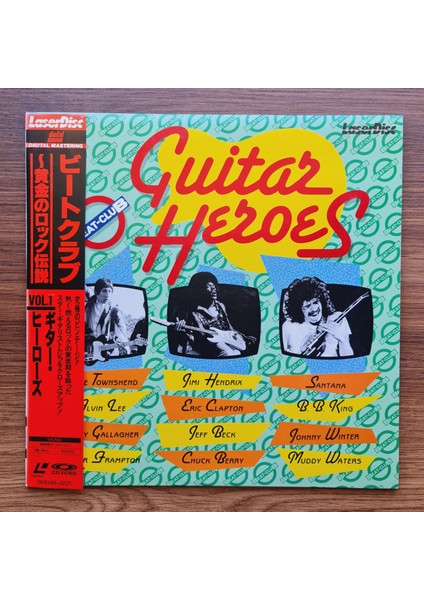 LaserDisc
DIGITAL MASTERING
ビートクラブ
〜黄金のロック伝説
VOL.1
ギター・
ヒーローズ
LaserDisc
Guitar
Heroes
EAT-CLUB
E TOWNSHEND
JIMI HENDRIX
SANTANA
LVIN LEE
ERIC CLAPTON
B B KING
Y GALLAGHER
JEFF BECK
JOHNNY WINTER
R FRAMPTON
CHUCK BERRY
MUDDY WATERS